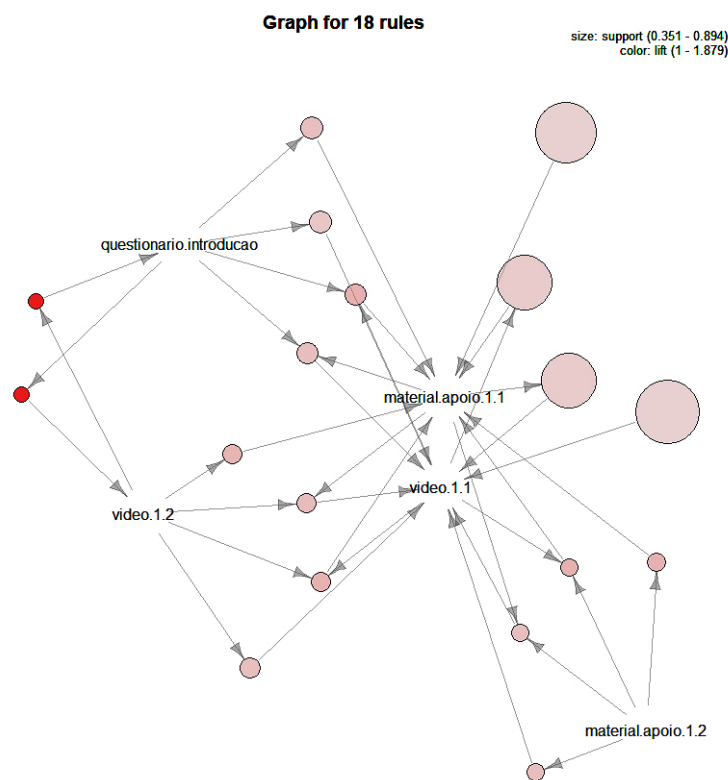 Graph for 18 rules
size: support (0.351 - 0.894)
color: lift (1 - 1.879)
questionario.introducao
material.apoio.1.1
video.1.1
video.1.2
material.apoio.1.2